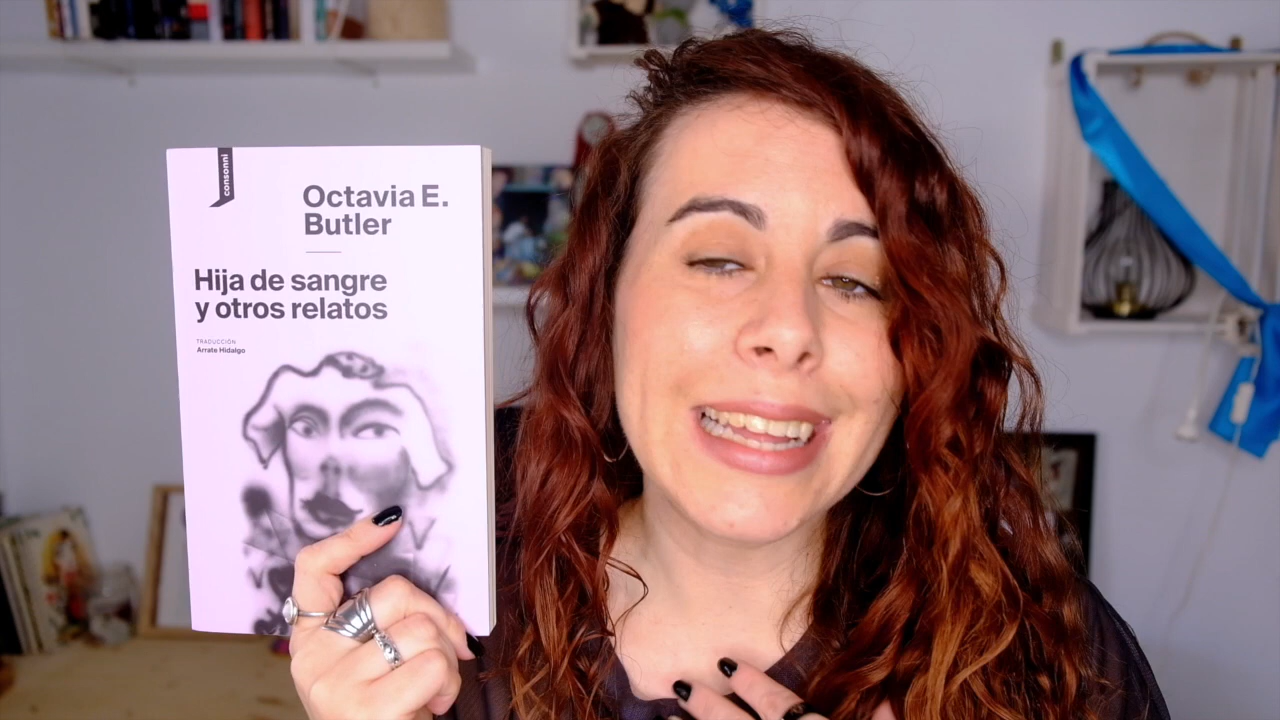 consonni
Octavia E.
Butler
Hija de sangre
y otros relatos
TRADUCCIÓN
Arrate Hidalgo